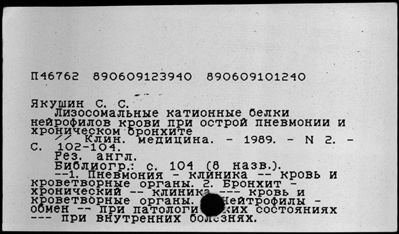 П46762 890609123940 890609101240
Якушин С. С.
Лизосомальные катионные белки
нейрофилов крови при острой пневмонии и
хроническом бронхите
// Клин. медицина. - 1989. - N 2. -
С. 102-104.
Рез. англ.
Библиогр.: с. 104 (8 назв.).
--1. Пневмония - клиника -- кровь и
кроветворные органы. 2. Бронхит -
хронический -- клиника --- кровь и
кроветворные органы. Нейтрофилы -
обмен -- при состояниях
--- при внутренних болезнях.